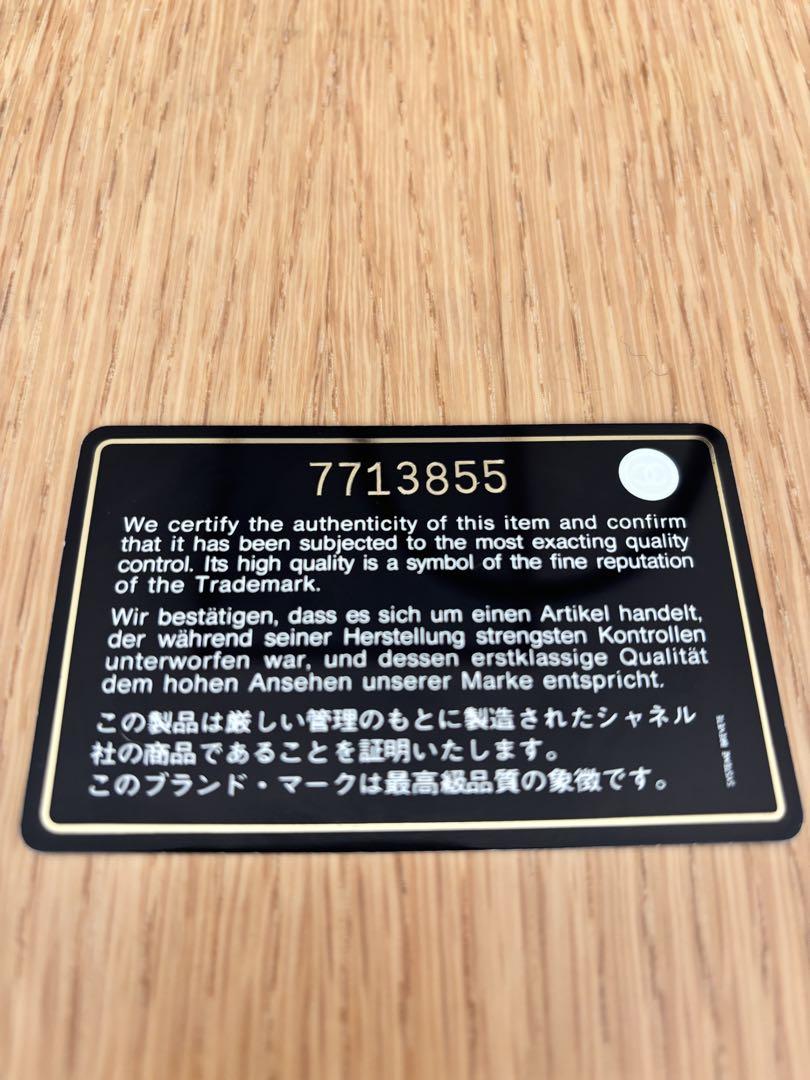 7713855
We certify the authenticity of this item and confirm
that it has been subjected to the most exacting quality
control. Its high quality is a symbol of the fine reputation
of the Trademark.
Wir bestätigen, dass es sich um einen Artikel handelt,
der während seiner Herstellung strengsten Kontrollen
unterworfen war, und dessen erstklassige Qualität
dem hohen Ansehen unserer Marke entspricht.
この製品は厳しい管理のもとに製造されたシャネル
社の商品であることを証明いたします。
このブランド・マークは最高級品質の象徴です。